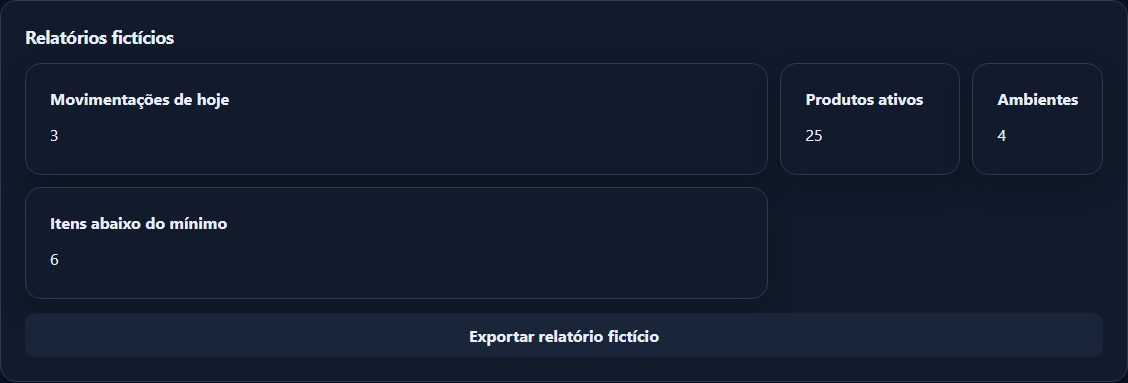 Relatórios fictícios
Movimentações de hoje
3
Produtos ativos
25
Ambientes
4
Itens abaixo do mínimo
6
Exportar relatório fictício